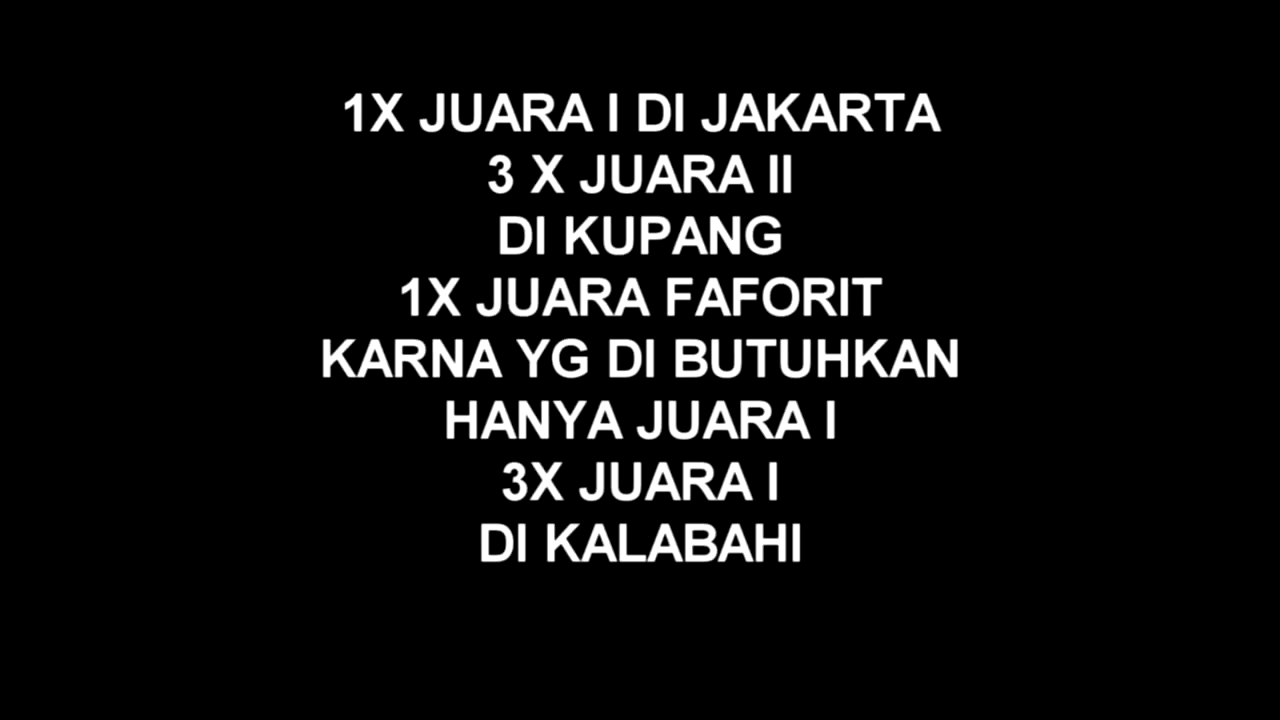 1X JUARA I DI JAKARTA
3 X JUARA II
DI KUPANG
1X JUARA FAFORIT
KARNA YG DI BUTUHKAN
HANYA JUARA I
3X JUARA I
DI KALABAHI